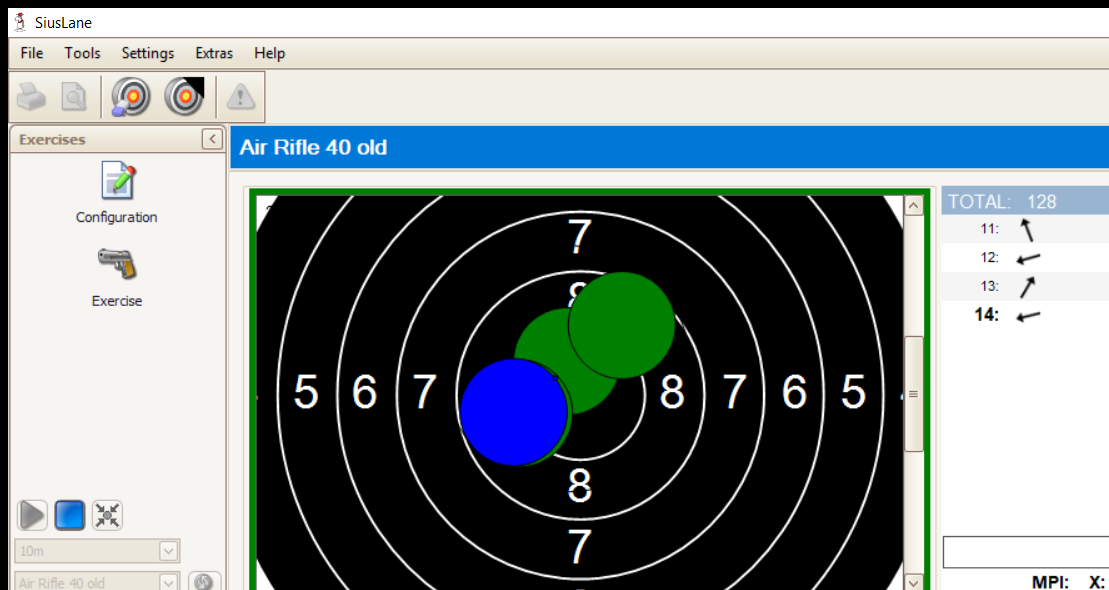 SiusLane
File Tools Settings Extras Help
Exercises
Configuration
Exercise
10m
Air Rifle 40 old
Air Rifle 40 old
7
8
5 6 7 8 7 6 5
8
7
TOTAL: 128
11:
12:
13:
14:
MPI: X: